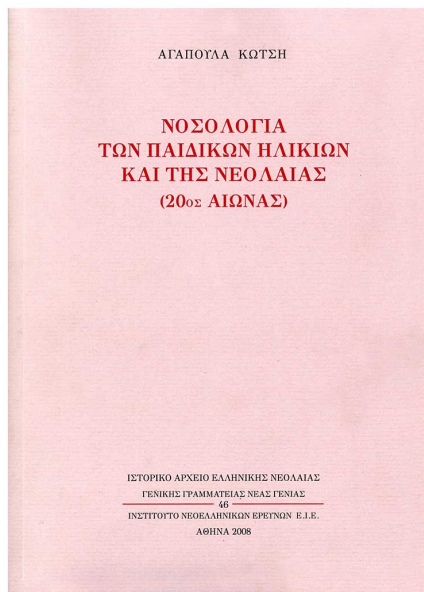 ΑΓΑΠΟΥΛΑ ΚΩΤΣΗ
ΝΟΣΟΛΟΓΙΑ
ΤΩΝ ΠΑΙΔΙΚΩΝ ΗΛΙΚΙΩΝ
ΚΑΙ ΤΗΣ ΝΕΟΛΑΙΑΣ
(20ος ΑΙΩΝΑΣ)
ΙΣΤΟΡΙΚΟ ΑΡΧΕΙΟ ΕΛΛΗΝΙΚΗΣ ΝΕΟΛΑΙΑΣ
ΓΕΝΙΚΗΣ ΓΡΑΜΜΑΤΕΙΑΣ ΝΕΑΣ ΓΕΝΙΑΣ
46
ΙΝΣΤΙΤΟΥΤΟ ΝΕΟΕΛΛΗΝΙΚΩΝ ΕΡΕΥΝΩΝ Ε.Ι.Ε.
ΑΘΗΝΑ 2008